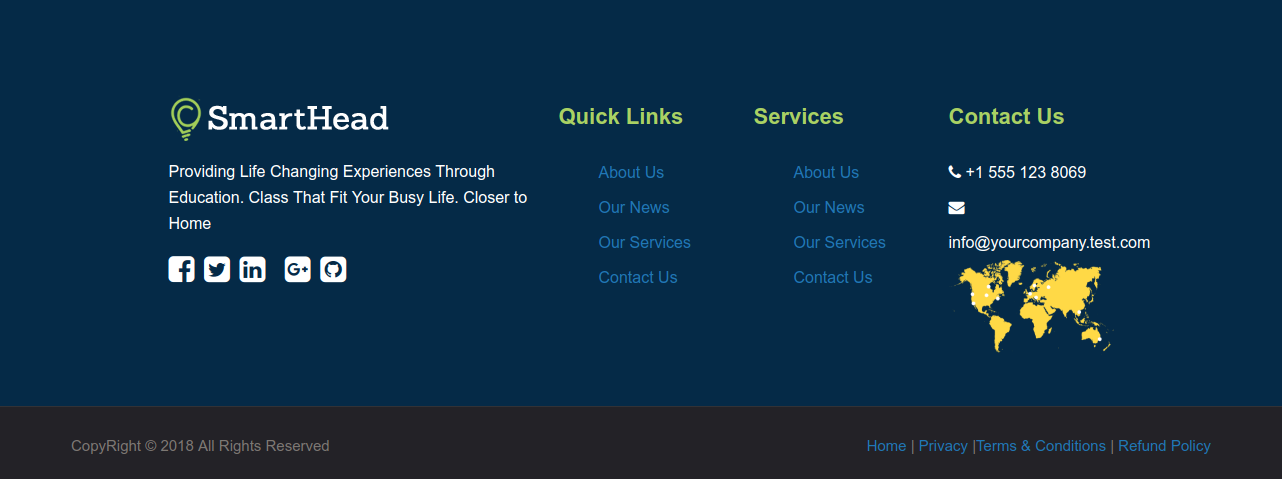 SmartHead
Providing Life Changing Experiences Through
Education. Class That Fit Your Busy Life. Closer to
Home
Quick Links
About Us
Our News
Our Services
Contact Us
Services
About Us
Our News
Our Services
Contact Us
Contact Us
+1 555 123 8069
info@yourcompany.test.com
CopyRight © 2018 All Rights Reserved
Home | Privacy |Terms & Conditions | Refund Policy